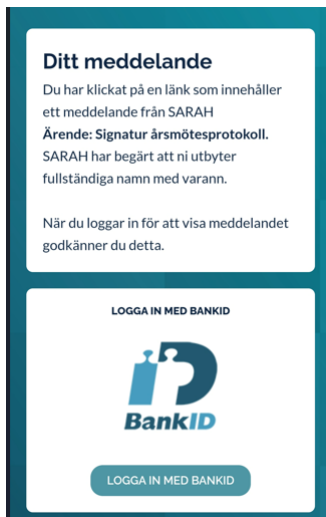 Ditt meddelande
Du har klickat på en länk som innehåller
ett meddelande från SARAH
Ärende: Signatur årsmötesprotokoll.
SARAH har begärt att ni utbyter
fullständiga namn med varann.
När du loggar in för att visa meddelandet
godkänner du detta.
LOGGA IN MED BANKID
BankID
LOGGA IN MED BANKID